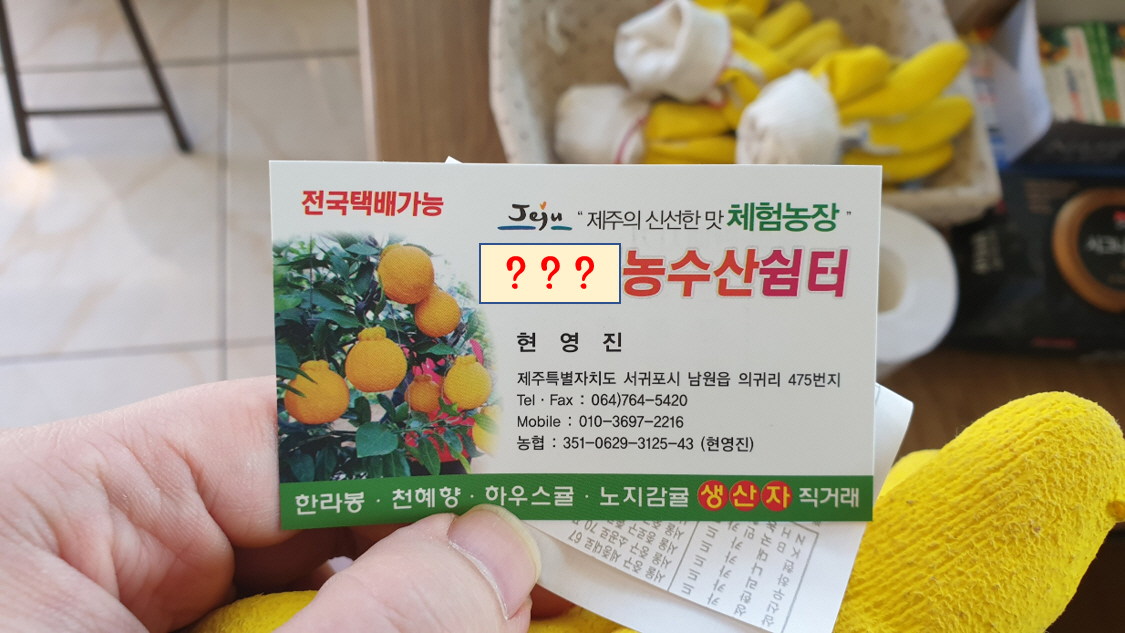 전국택배가능
Jeju “ 제주의 신선한 맛 체험농장 ”
??? 농수산쉼터
현 영 진
제주특별자치도 서귀포시 남원읍 의귀리 475번지
Tel · Fax : 064)764-5420
Mobile : 010-3697-2216
농협 : 351-0629-3125-43 (현영진)
한라봉 · 천혜향 · 하우스귤 · 노지감귤 생산자 직거래